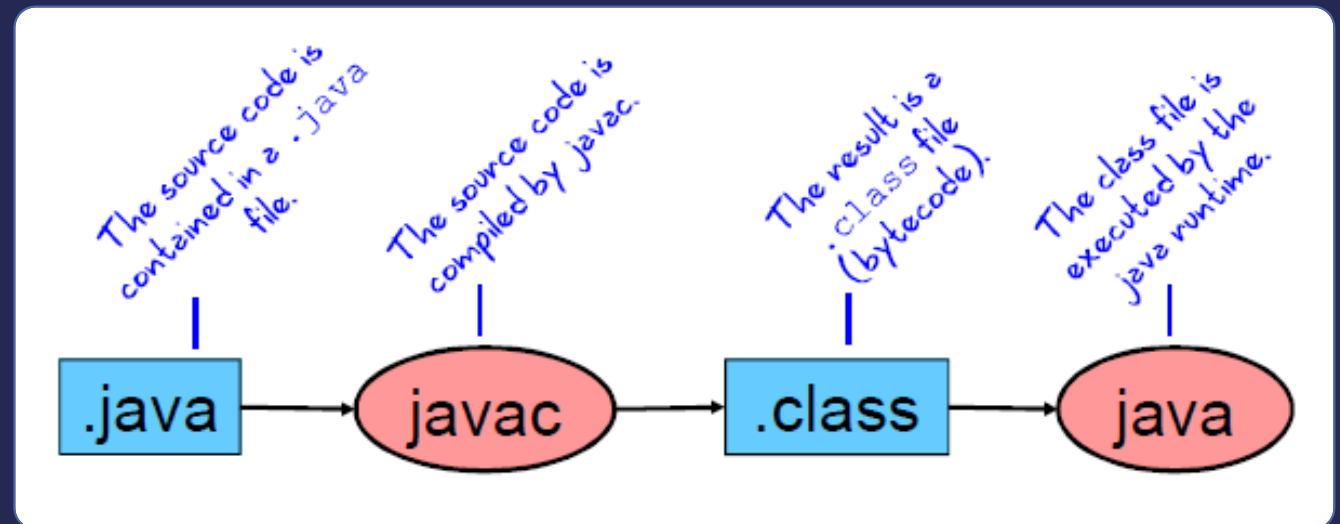 The source code is
contained in a .java
file.
The source code is
compiled by javac.
The result is a
.class file
(bytecode).
The class file is
executed by the
java runtime.
.java
javac
.class
java